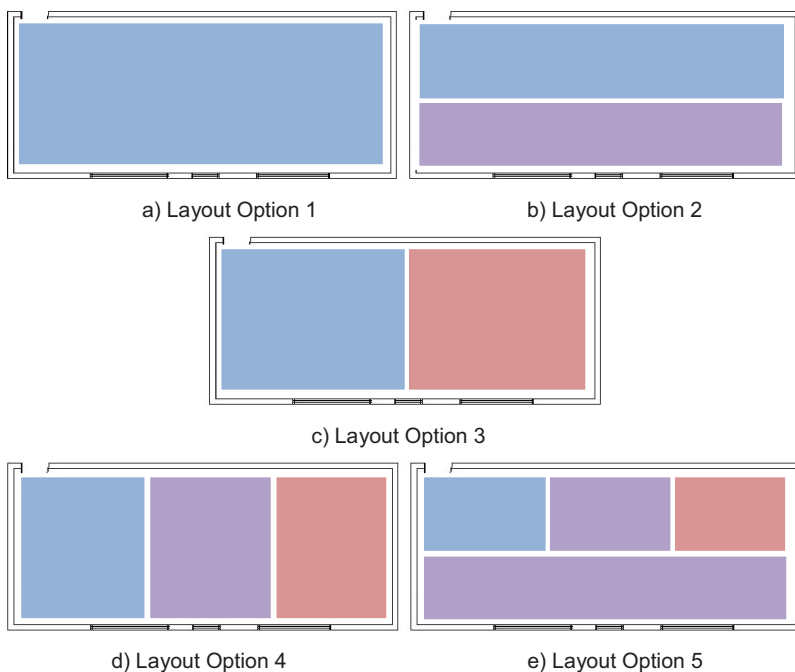 a) Layout Option 1
b) Layout Option 2
c) Layout Option 3
d) Layout Option 4
e) Layout Option 5